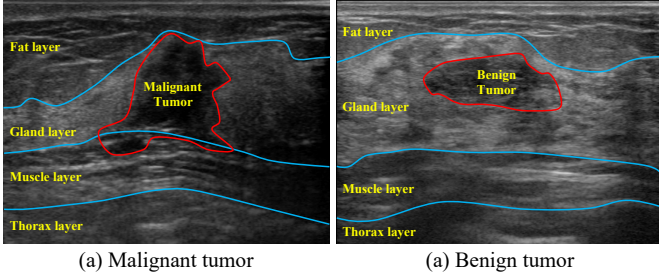 Fat layer
Malignant
Tumor
Gland layer
Muscle layer
Thorax layer
(a) Malignant tumor
Fat layer
Benign
Tumor
Gland layer
Muscle layer
Thorax layer
(a) Benign tumor